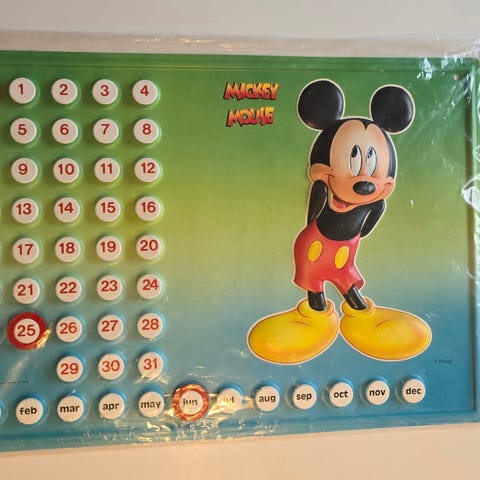 1 2 3 4
MICKEY
MOUSE
5 6 7 8
9 10 11 12
13 14 15 16
17 18 19 20
21 22 23 24
25 26 27 28
29 30 31
© Disney
feb mar apr may jun jul aug sep oct nov dec